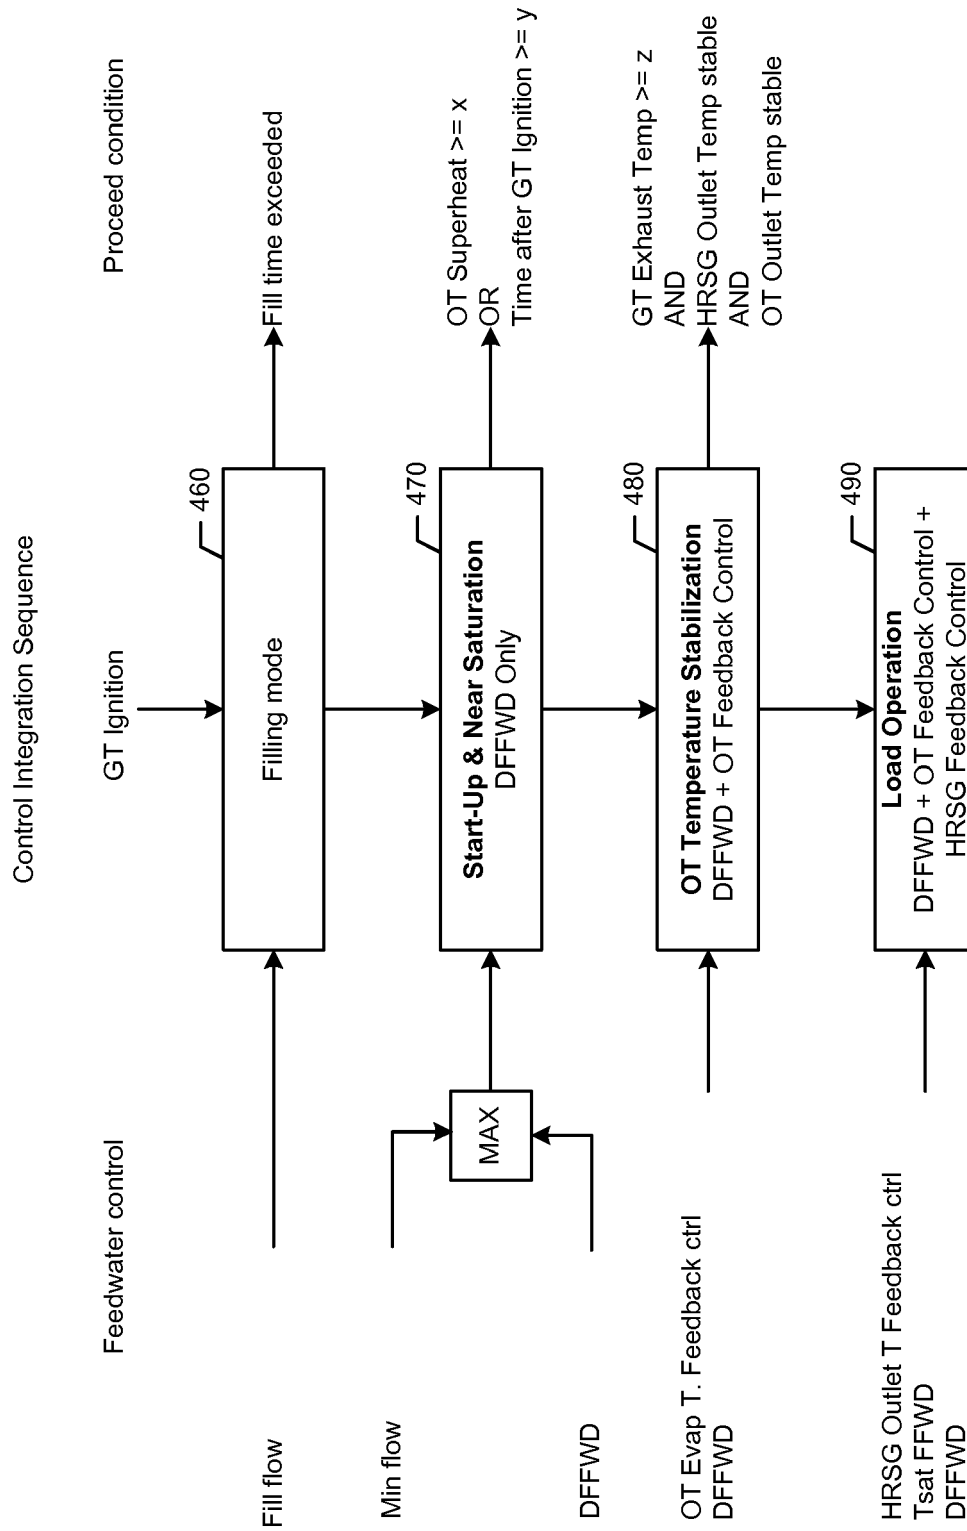 Control Integration Sequence
Feedwater control
GT Ignition
Proceed condition
Fill flow
460
Filling mode
Fill time exceeded
Min flow
MAX
DFFWD
470
Start-Up & Near Saturation
DFFWD Only
OT Superheat >= x
OR
Time after GT Ignition >= y
OT Evap T. Feedback ctrl
DFFWD
480
OT Temperature Stabilization
DFFWD + OT Feedback Control
GT Exhaust Temp >= z
AND
HRSG Outlet Temp stable
AND
OT Outlet Temp stable
HRSG Outlet T Feedback ctrl
Tsat FFWD
DFFWD
490
Load Operation
DFFWD + OT Feedback Control +
HRSG Feedback Control